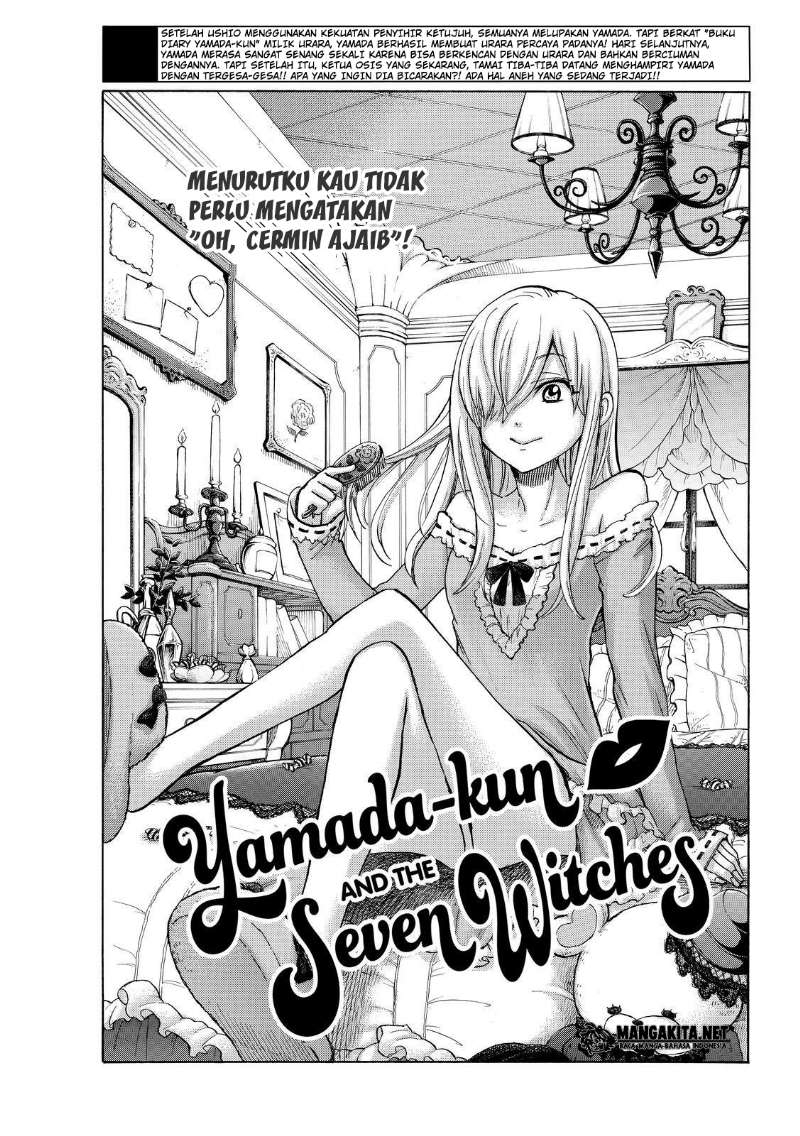 SETELAH USHIO MENGGUNAKAN KEKUATAN PENYIHIR KETUJUH, SEMUANYA MELUPAKAN YAMADA. TAPI BERKAT "BUKU
DIARY YAMADA-KUN" MILIK URARA, YAMADA BERHASIL MEMBUAT URARA PERCAYA PADANYA! HARI SELANJUTNYA,
YAMADA MERASA SANGAT SENANG SEKALI KARENA BISA BERKENCAN DENGAN URARA DAN BAHKAN BERCIUMAN
DENGANNYA. TAPI SETELAH ITU, KETUA OSIS YANG SEKARANG, TAMAI TIBA-TIBA DATANG MENGHAMPIRI YAMADA
DENGAN TERGESA-GESA!! APA YANG INGIN DIA BICARAKAN?! ADA HAL ANEH YANG SEDANG TERJADI!!
MENURUTKU KAU TIDAK
PERLU MENGATAKAN
"OH, CERMIN AJAIB"!
Yamada-kun
AND THE
Seven Witches
MANGAKITA.NET
BACA MANGA BAHASA INDONESIA